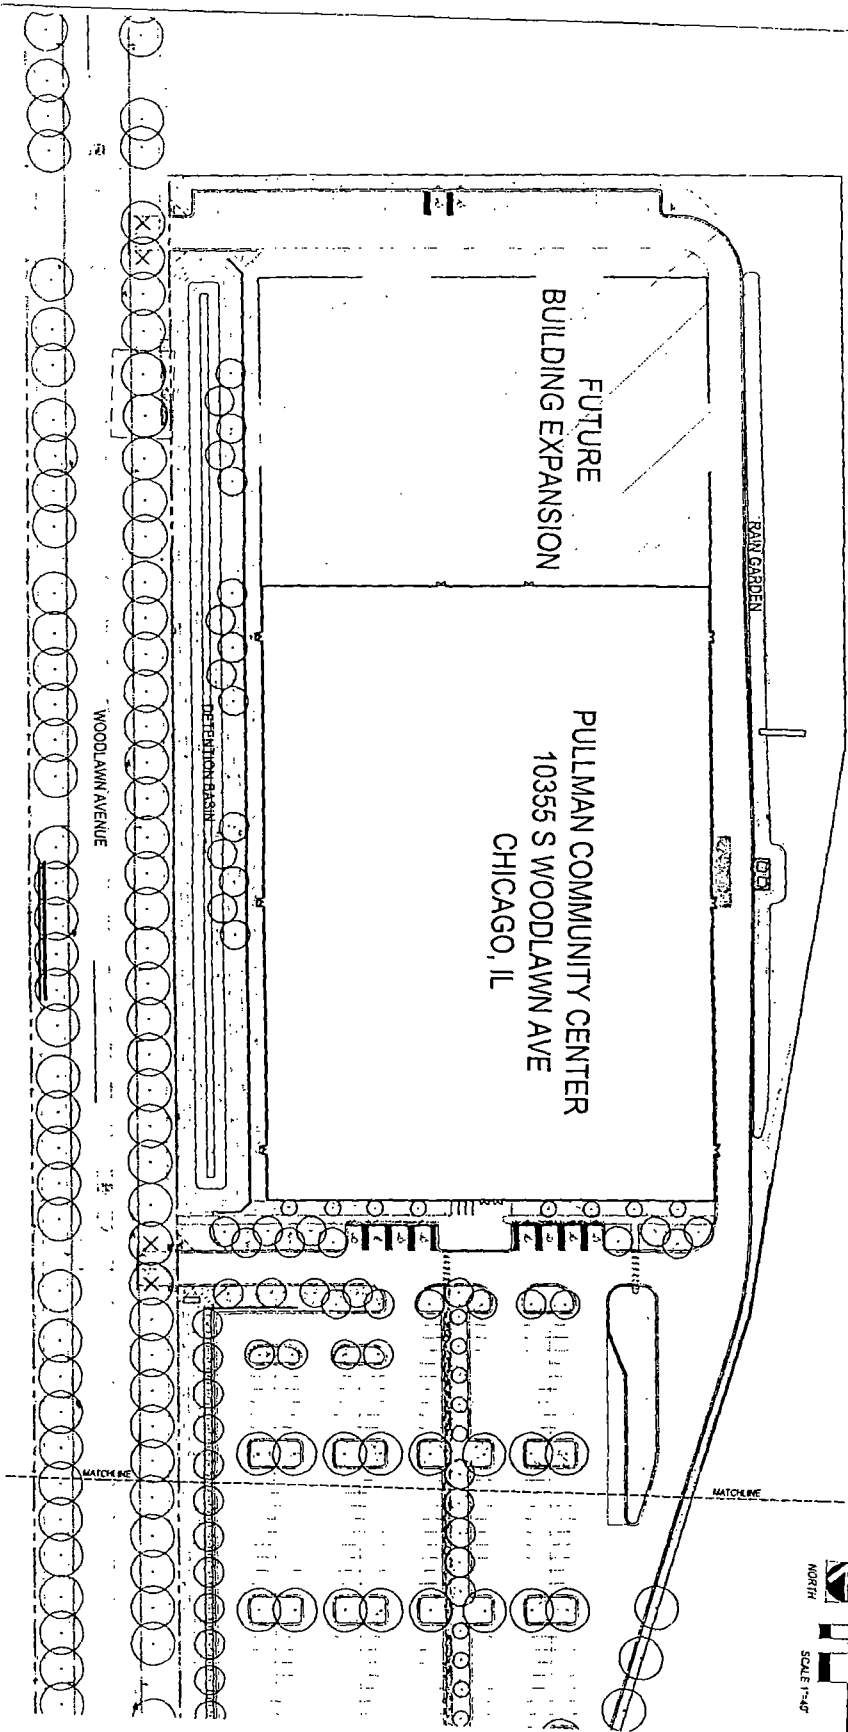 FUTURE
BUILDING EXPANSION
RAIN GARDEN
PULLMAN COMMUNITY CENTER
10355 S WOODLAWN AVE
CHICAGO, IL
DETENTION BASIN
WOODLAWN AVENUE
MATCHLINE
MATCHLINE
NORTH
SCALE 1"=40'